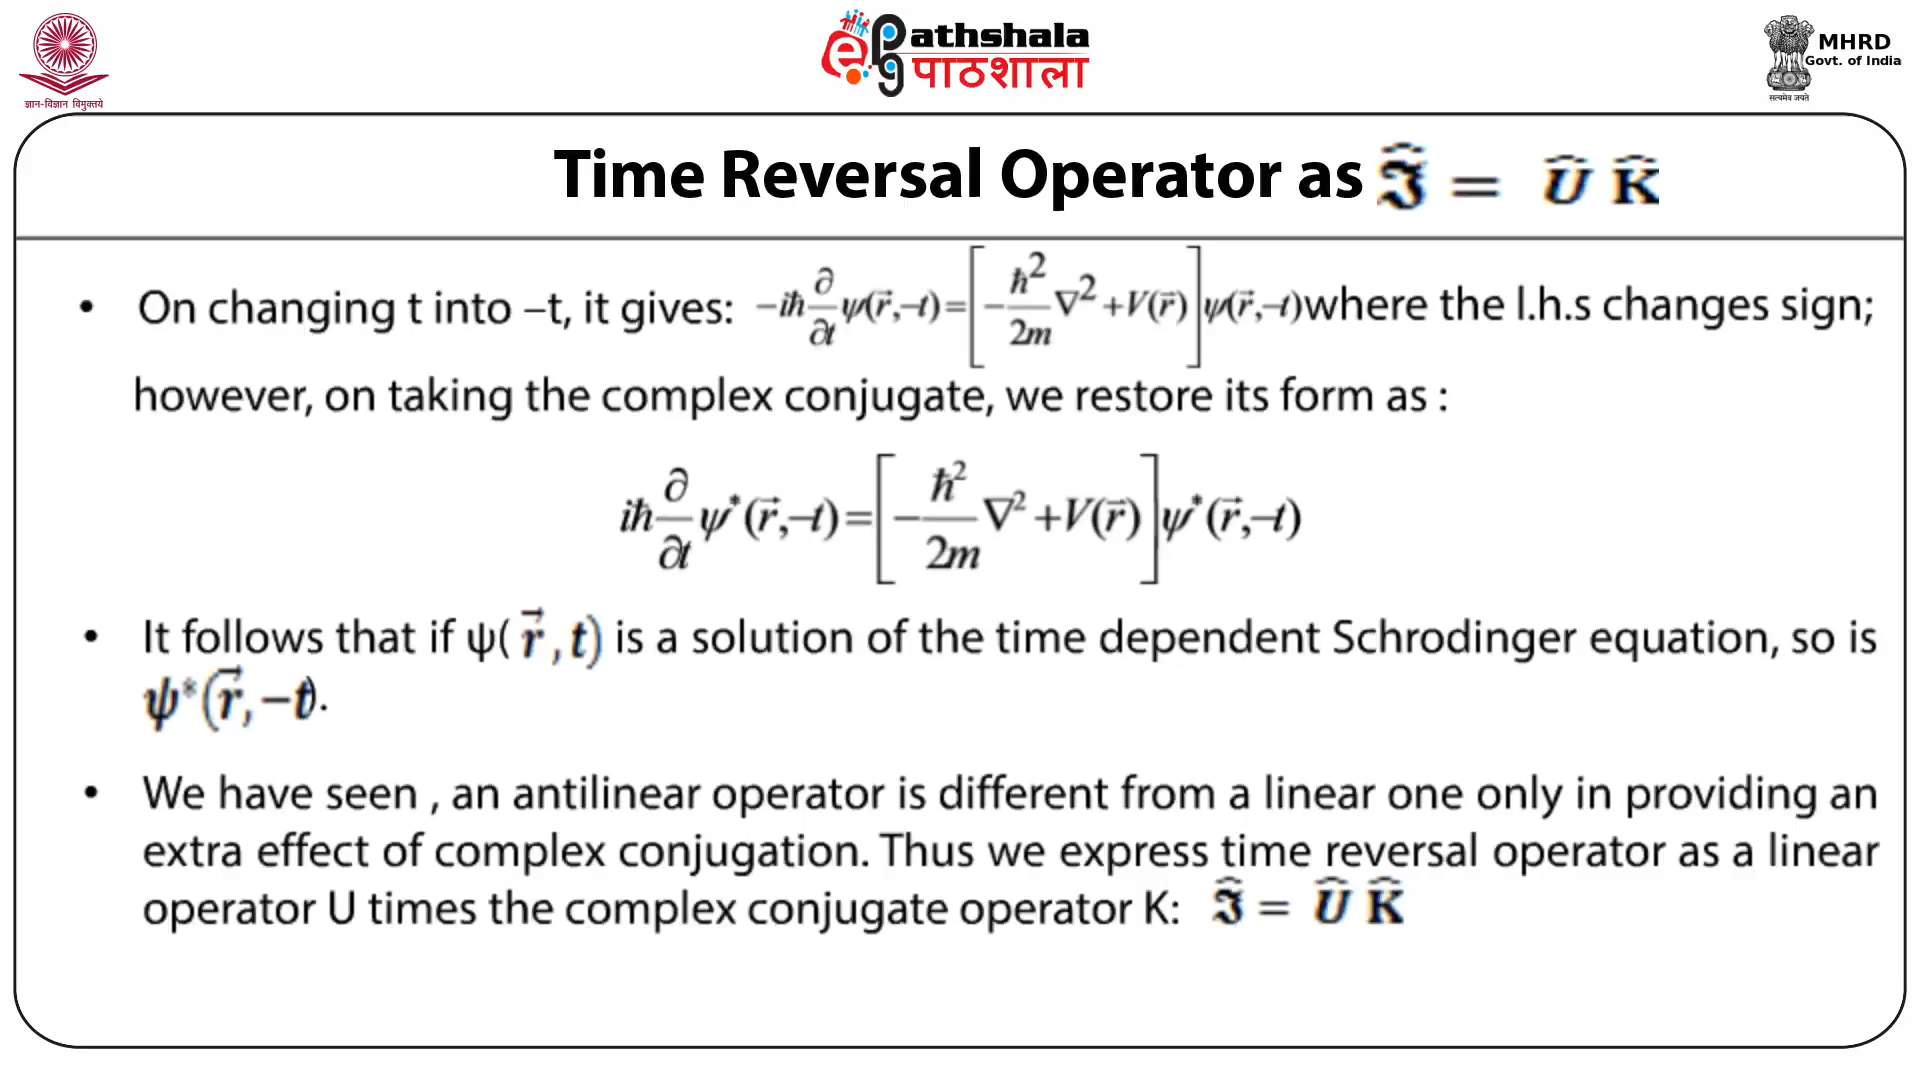 ज्ञान-विज्ञान विमुक्तये
ePathshala
पाठशाला
MHRD
Govt. of India
सत्यमेव जयते
Time Reversal Operator as ℑ̂ = Û K̂
• On changing t into –t, it gives: −iħ ∂/∂t ψ(r⃗,−t) = [−ħ²/2m ∇² + V(r⃗)] ψ(r⃗,−t) where the l.h.s changes sign;
however, on taking the complex conjugate, we restore its form as :
iħ ∂/∂t ψ*(r⃗,−t) = [−ħ²/2m ∇² + V(r⃗)] ψ*(r⃗,−t)
• It follows that if ψ( r⃗ , t) is a solution of the time dependent Schrodinger equation, so is
ψ*(r⃗, −t).
• We have seen , an antilinear operator is different from a linear one only in providing an
extra effect of complex conjugation. Thus we express time reversal operator as a linear
operator U times the complex conjugate operator K: ℑ̂ = Û K̂